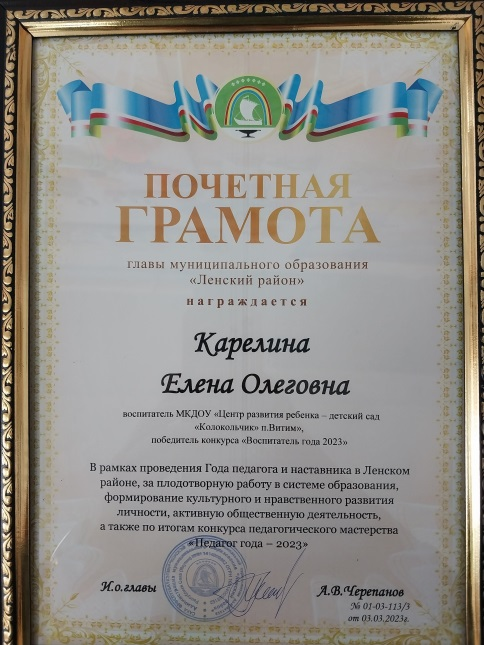 ПОЧЕТНАЯ
ГРАМОТА
главы муниципального образования
«Ленский район»
награждается
Карелина
Елена Олеговна
воспитатель МКДОУ «Центр развития ребенка – детский сад
«Колокольчик» п.Витим»,
победитель конкурса «Воспитатель года 2023»
В рамках проведения Года педагога и наставника в Ленском
районе, за плодотворную работу в системе образования,
формирование культурного и нравственного развития
личности, активную общественную деятельность,
а также по итогам конкурса педагогического мастерства
«Педагог года – 2023»
И.о.главы
А.В.Черепанов
№ 01-03-113/3
от 03.03.2023г.